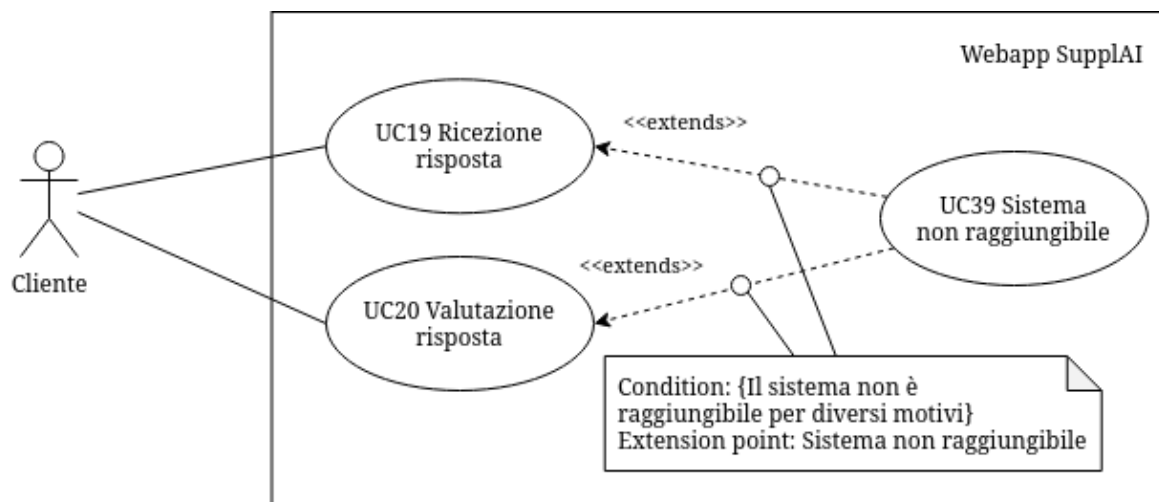 Webapp SupplAI
UC19 Ricezione
risposta
<<extends>>
UC39 Sistema
non raggiungibile
Cliente
<<extends>>
UC20 Valutazione
risposta
Condition: {Il sistema non è
raggiungibile per diversi motivi}
Extension point: Sistema non raggiungibile